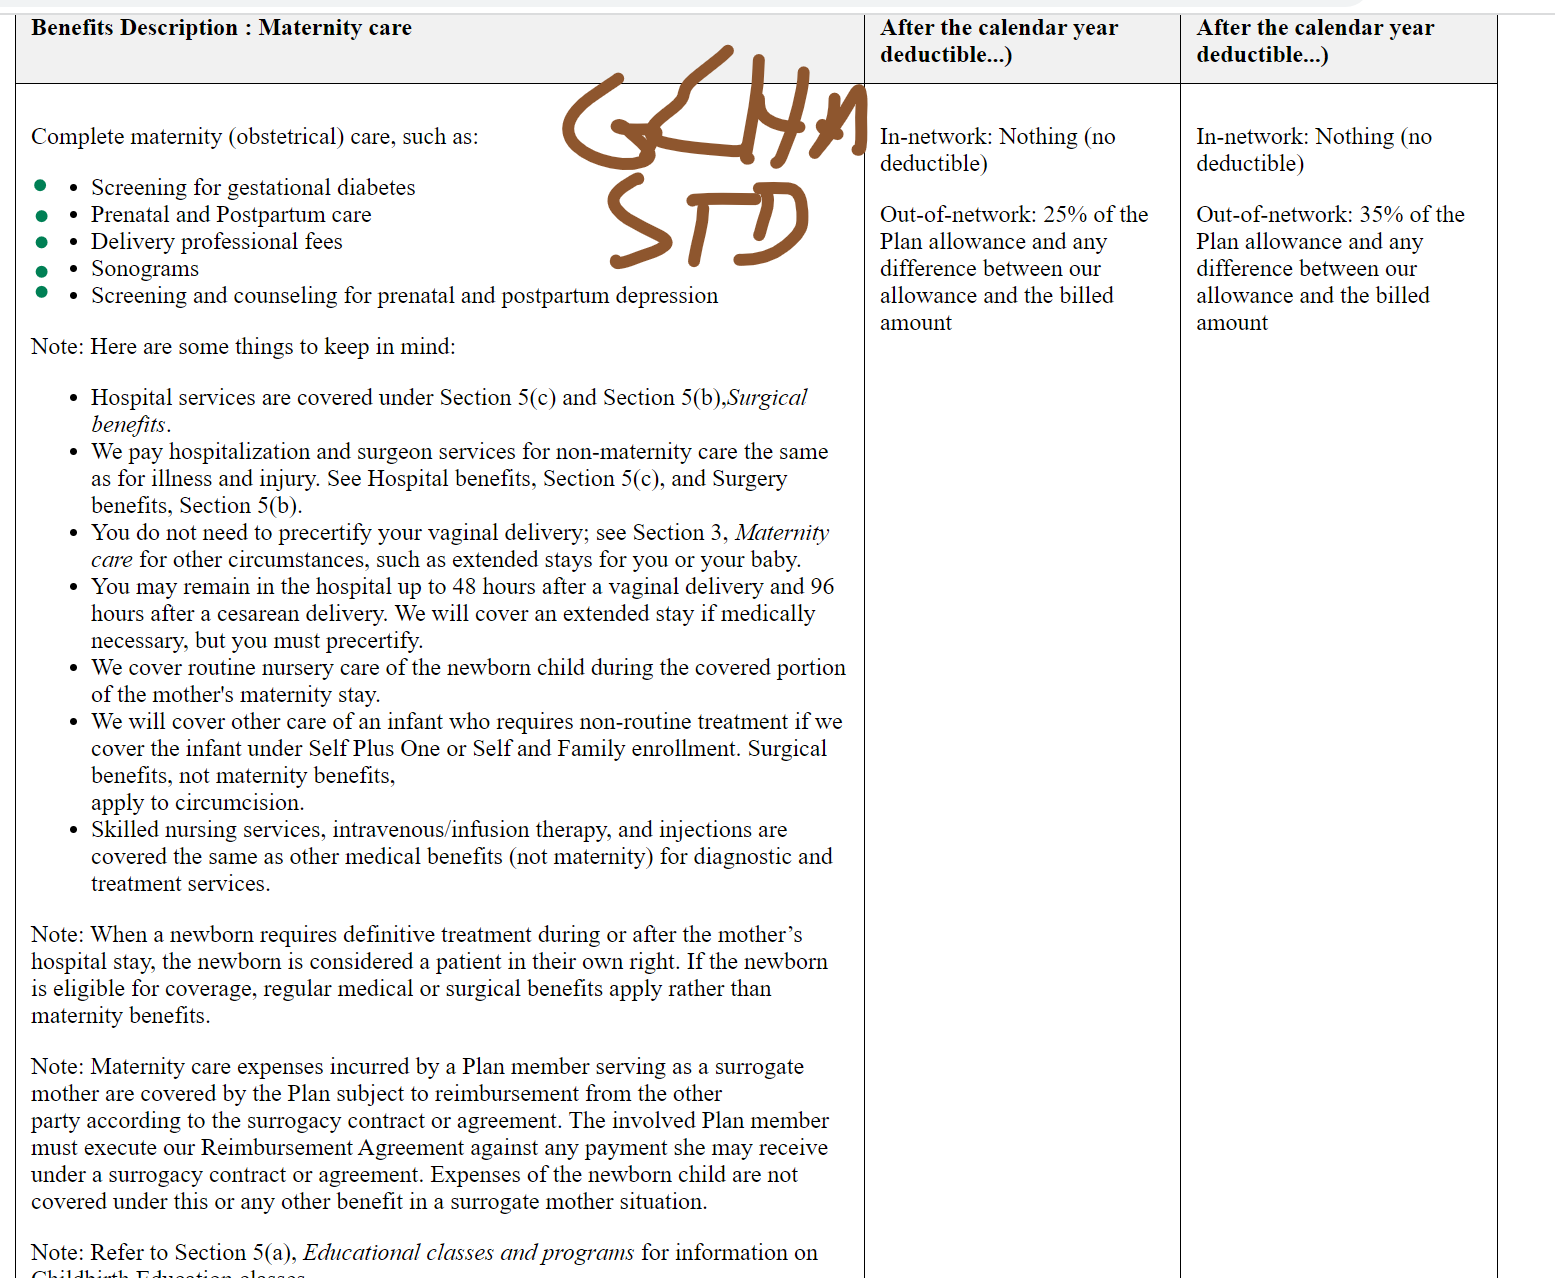 Benefits Description : Maternity care
After the calendar year
deductible...)
After the calendar year
deductible...)
GEHA
STD
Complete maternity (obstetrical) care, such as:
• Screening for gestational diabetes
• Prenatal and Postpartum care
• Delivery professional fees
• Sonograms
• Screening and counseling for prenatal and postpartum depression
Note: Here are some things to keep in mind:
• Hospital services are covered under Section 5(c) and Section 5(b),Surgical
benefits.
• We pay hospitalization and surgeon services for non-maternity care the same
as for illness and injury. See Hospital benefits, Section 5(c), and Surgery
benefits, Section 5(b).
• You do not need to precertify your vaginal delivery; see Section 3, Maternity
care for other circumstances, such as extended stays for you or your baby.
• You may remain in the hospital up to 48 hours after a vaginal delivery and 96
hours after a cesarean delivery. We will cover an extended stay if medically
necessary, but you must precertify.
• We cover routine nursery care of the newborn child during the covered portion
of the mother's maternity stay.
• We will cover other care of an infant who requires non-routine treatment if we
cover the infant under Self Plus One or Self and Family enrollment. Surgical
benefits, not maternity benefits,
apply to circumcision.
• Skilled nursing services, intravenous/infusion therapy, and injections are
covered the same as other medical benefits (not maternity) for diagnostic and
treatment services.
Note: When a newborn requires definitive treatment during or after the mother’s
hospital stay, the newborn is considered a patient in their own right. If the newborn
is eligible for coverage, regular medical or surgical benefits apply rather than
maternity benefits.
Note: Maternity care expenses incurred by a Plan member serving as a surrogate
mother are covered by the Plan subject to reimbursement from the other
party according to the surrogacy contract or agreement. The involved Plan member
must execute our Reimbursement Agreement against any payment she may receive
under a surrogacy contract or agreement. Expenses of the newborn child are not
covered under this or any other benefit in a surrogate mother situation.
Note: Refer to Section 5(a), Educational classes and programs for information on
Childbirth Education classes
In-network: Nothing (no
deductible)
Out-of-network: 25% of the
Plan allowance and any
difference between our
allowance and the billed
amount
In-network: Nothing (no
deductible)
Out-of-network: 35% of the
Plan allowance and any
difference between our
allowance and the billed
amount